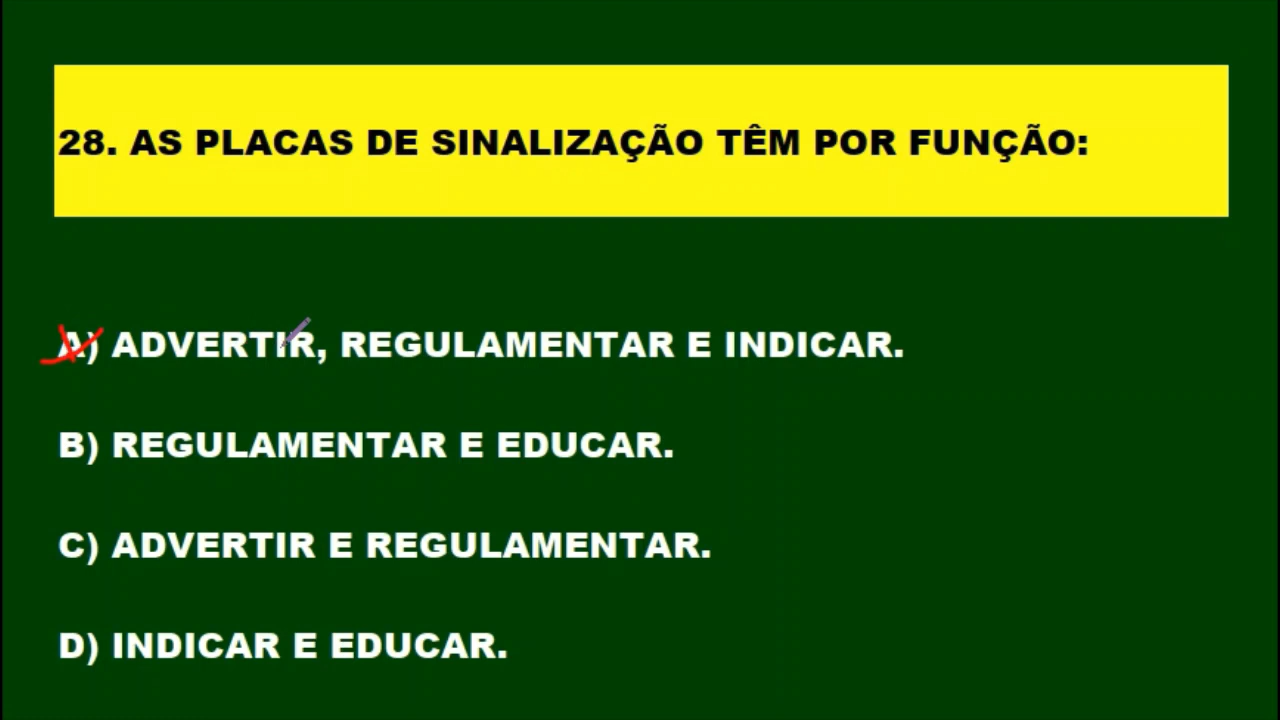 28. AS PLACAS DE SINALIZAÇÃO TÊM POR FUNÇÃO:
A) ADVERTIR, REGULAMENTAR E INDICAR.
B) REGULAMENTAR E EDUCAR.
C) ADVERTIR E REGULAMENTAR.
D) INDICAR E EDUCAR.